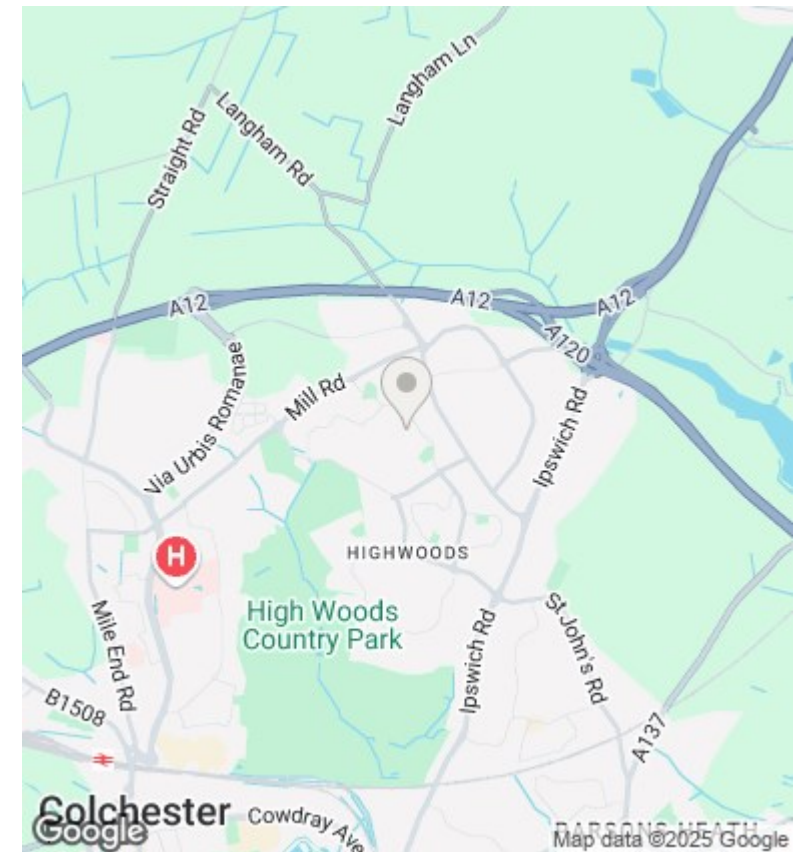 Langham Ln
Langham Rd
Straight Rd
A12
A12
A12
A120
Mill Rd
Via Urbis Romanae
Ipswich Rd
H
HIGHWOODS
High Woods
Country Park
Mile End Rd
St John's Rd
Ipswich Rd
B1508
A137
Colchester
Cowdray Ave
PARSONS HEATH
Google
Map data ©2025 Google